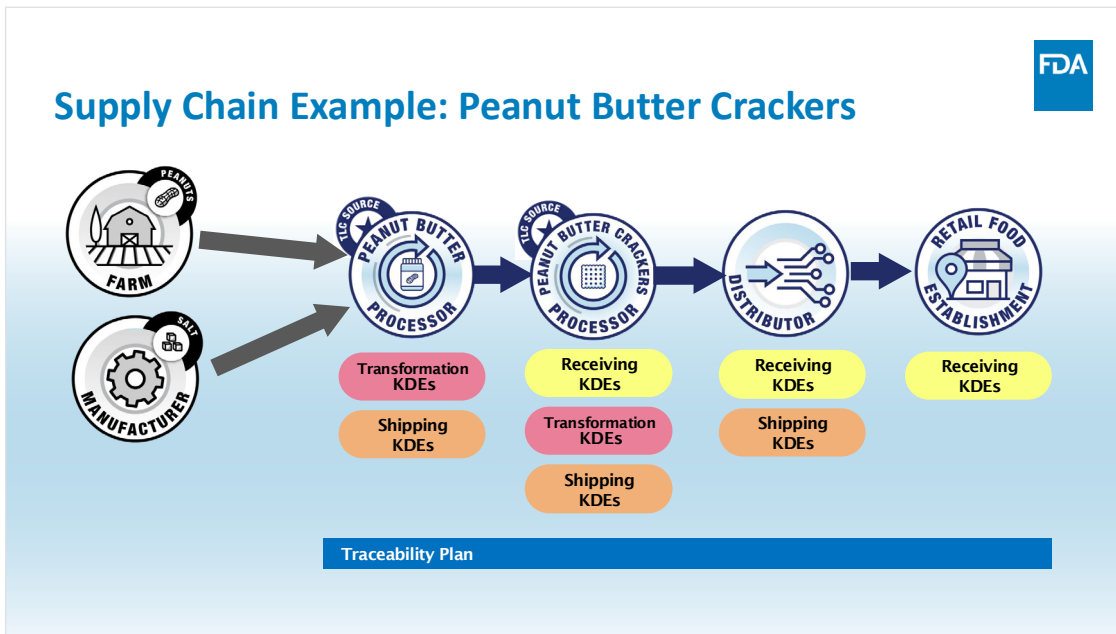 FDA
Supply Chain Example: Peanut Butter Crackers
PEANUTS
FARM
SALT
MANUFACTURER
TLC SOURCE
PEANUT BUTTER
PROCESSOR
TLC SOURCE
PEANUT BUTTER CRACKERS
PROCESSOR
DISTRIBUTOR
RETAIL FOOD
ESTABLISHMENT
Transformation
KDEs
Shipping
KDEs
Receiving
KDEs
Transformation
KDEs
Shipping
KDEs
Receiving
KDEs
Shipping
KDEs
Receiving
KDEs
Traceability Plan